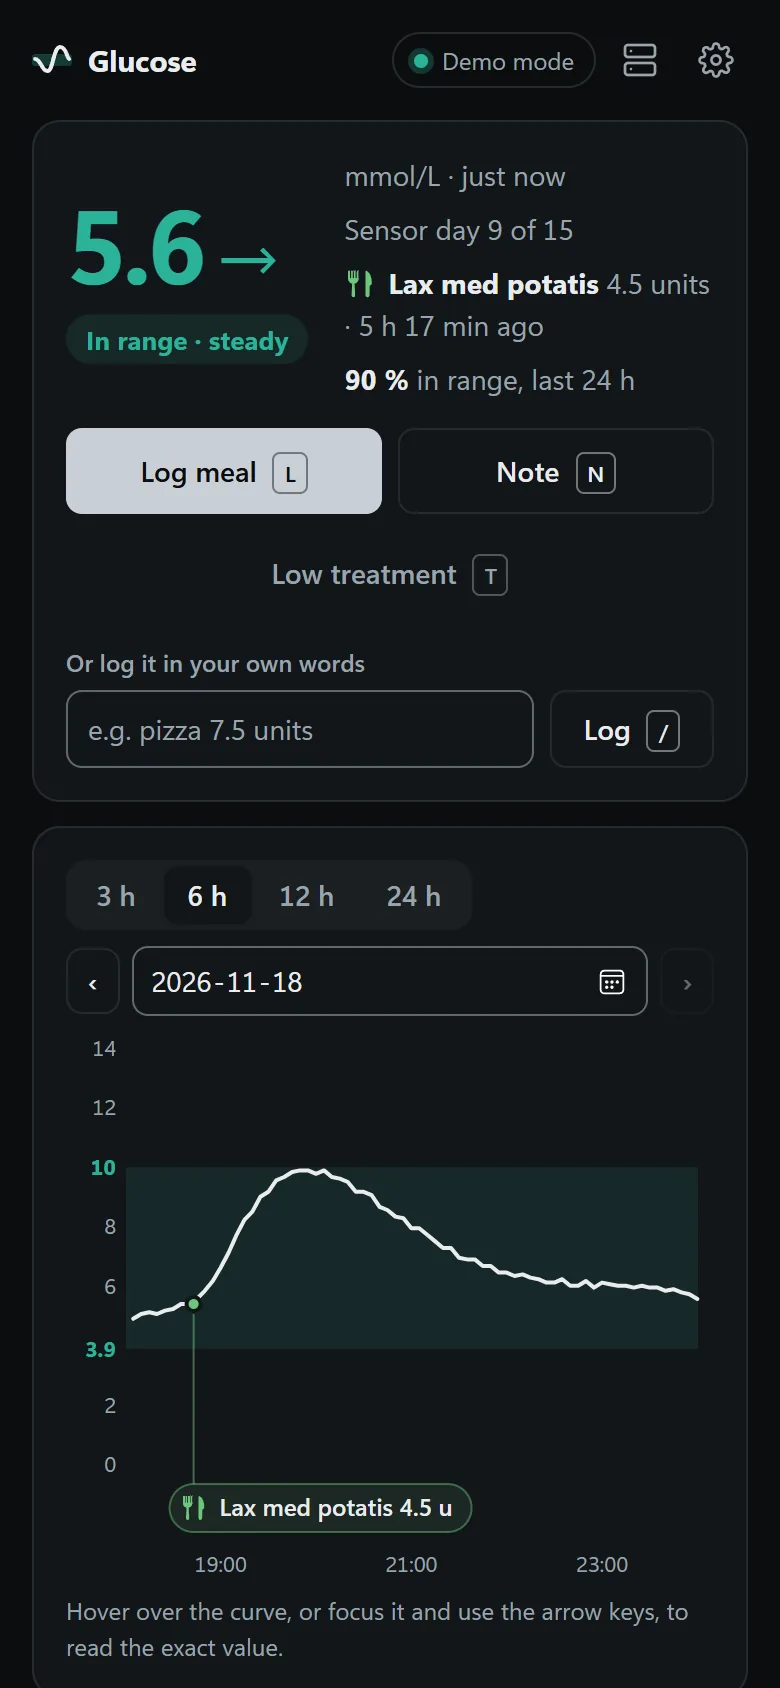 Glucose
Demo mode
5.6 →
In range · steady
mmol/L · just now
Sensor day 9 of 15
Lax med potatis 4.5 units
· 5 h 17 min ago
90 % in range, last 24 h
Log meal L
Note N
Low treatment T
Or log it in your own words
e.g. pizza 7.5 units
Log /
3 h 6 h 12 h 24 h
‹ 2026-11-18 ›
14
12
10
8
6
3.9
2
0
Lax med potatis 4.5 u
19:00 21:00 23:00
Hover over the curve, or focus it and use the arrow keys, to
read the exact value.